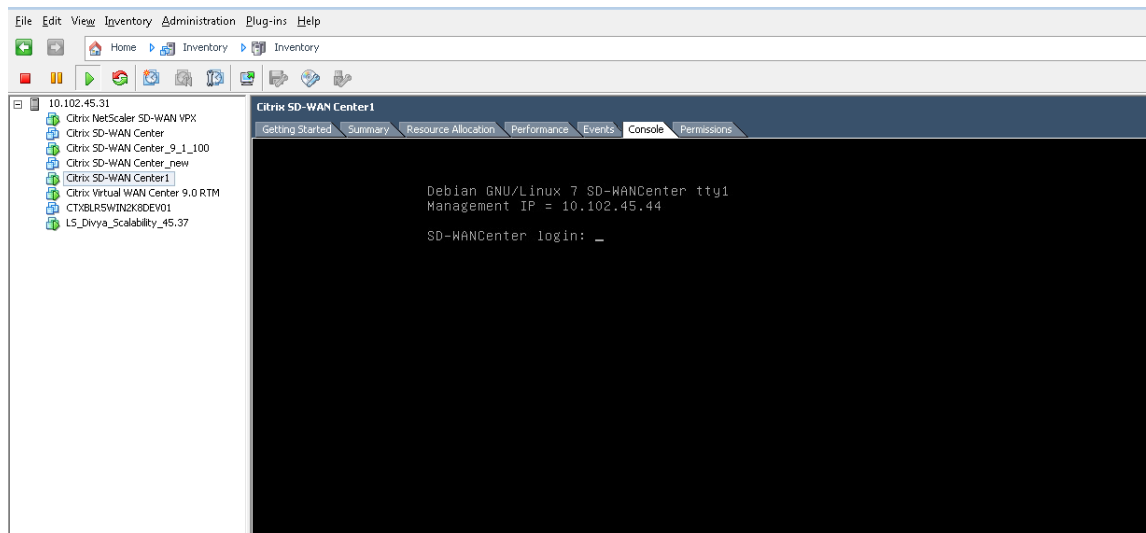 File Edit View Inventory Administration Plug-ins Help
Home Inventory Inventory
10.102.45.31
Citrix NetScaler SD-WAN VPX
Citrix SD-WAN Center
Citrix SD-WAN Center_9_1_100
Citrix SD-WAN Center_new
Citrix SD-WAN Center1
Citrix Virtual WAN Center 9.0 RTM
CTXBLR5WIN2K8DEV01
LS_Divya_Scalability_45.37
Citrix SD-WAN Center1
Getting Started Summary Resource Allocation Performance Events Console Permissions
Debian GNU/Linux 7 SD-WANCenter tty1
Management IP = 10.102.45.44
SD-WANCenter login: _